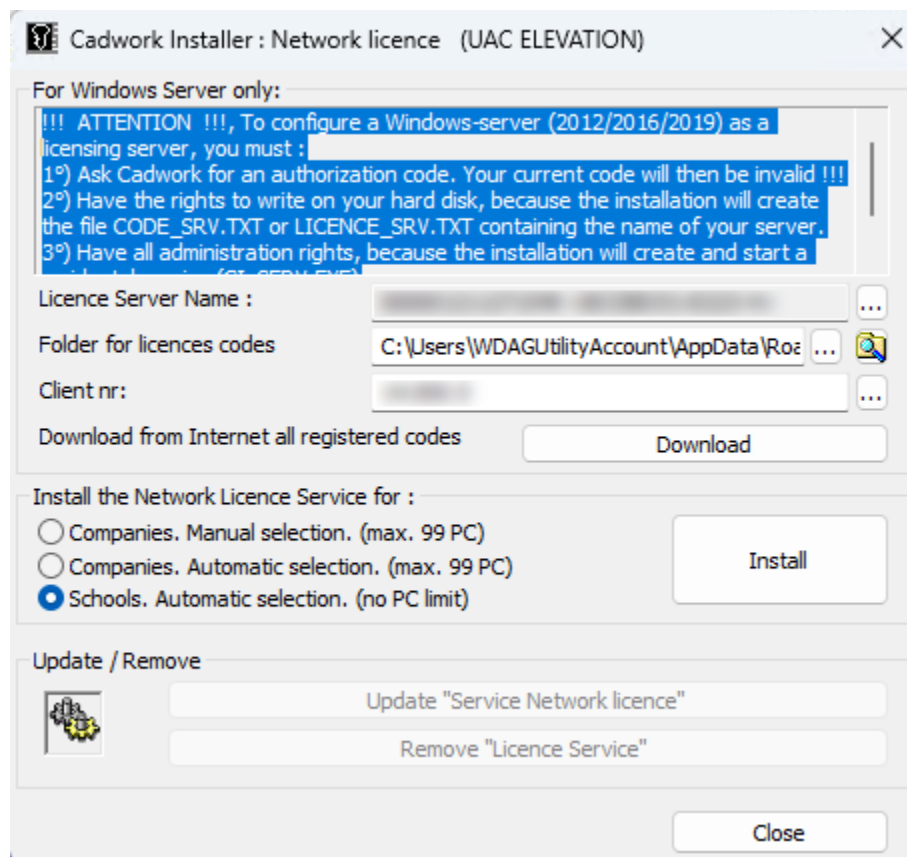 Cadwork Installer : Network licence (UAC ELEVATION)
For Windows Server only:
!!! ATTENTION !!!, To configure a Windows-server (2012/2016/2019) as a
licensing server, you must :
1°) Ask Cadwork for an authorization code. Your current code will then be invalid !!!
2°) Have the rights to write on your hard disk, because the installation will create
the file CODE_SRV.TXT or LICENCE_SRV.TXT containing the name of your server.
3°) Have all administration rights, because the installation will create and start a
Licence Server Name :
...
Folder for licences codes
C:\Users\WDAGUtilityAccount\AppData\Roa
...
Client nr:
...
Download from Internet all registered codes
Download
Install the Network Licence Service for :
Companies. Manual selection. (max. 99 PC)
Companies. Automatic selection. (max. 99 PC)
Schools. Automatic selection. (no PC limit)
Install
Update / Remove
Update "Service Network licence"
Remove "Licence Service"
Close